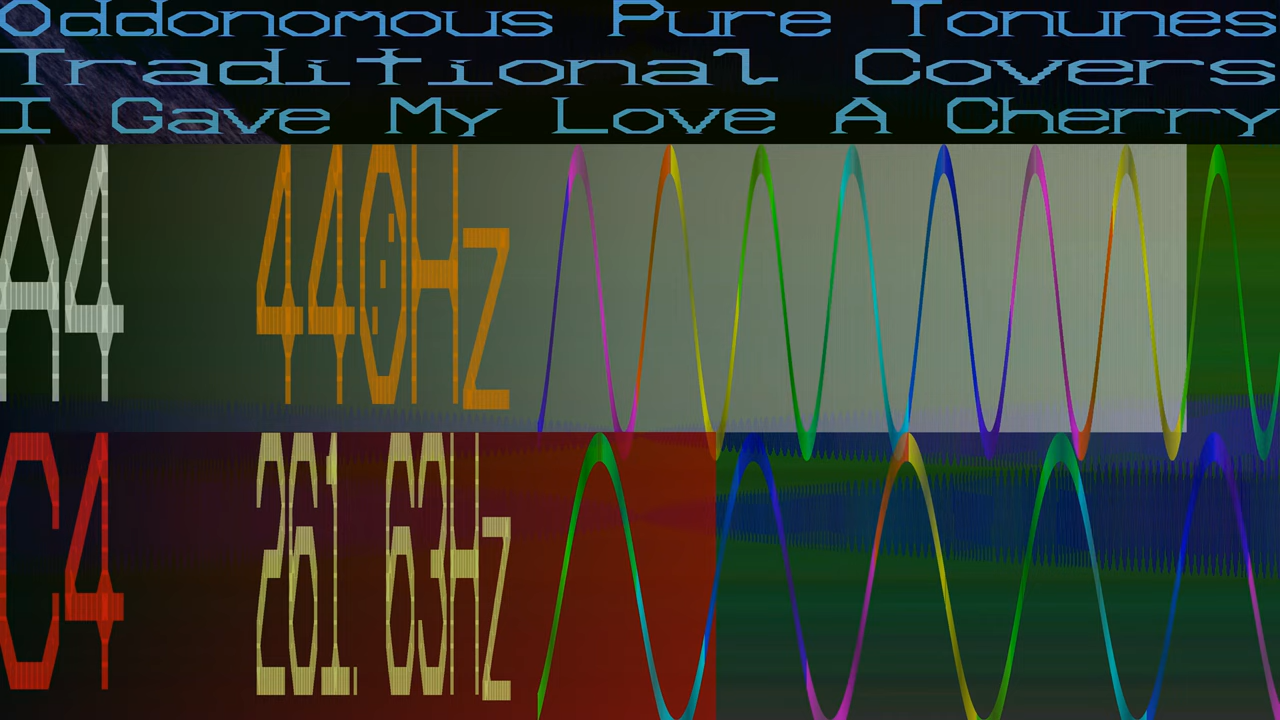 Oddonomous Pure Tonunes
Traditional Covers
I Gave My Love A Cherry
A4 440Hz
C4 261.63Hz